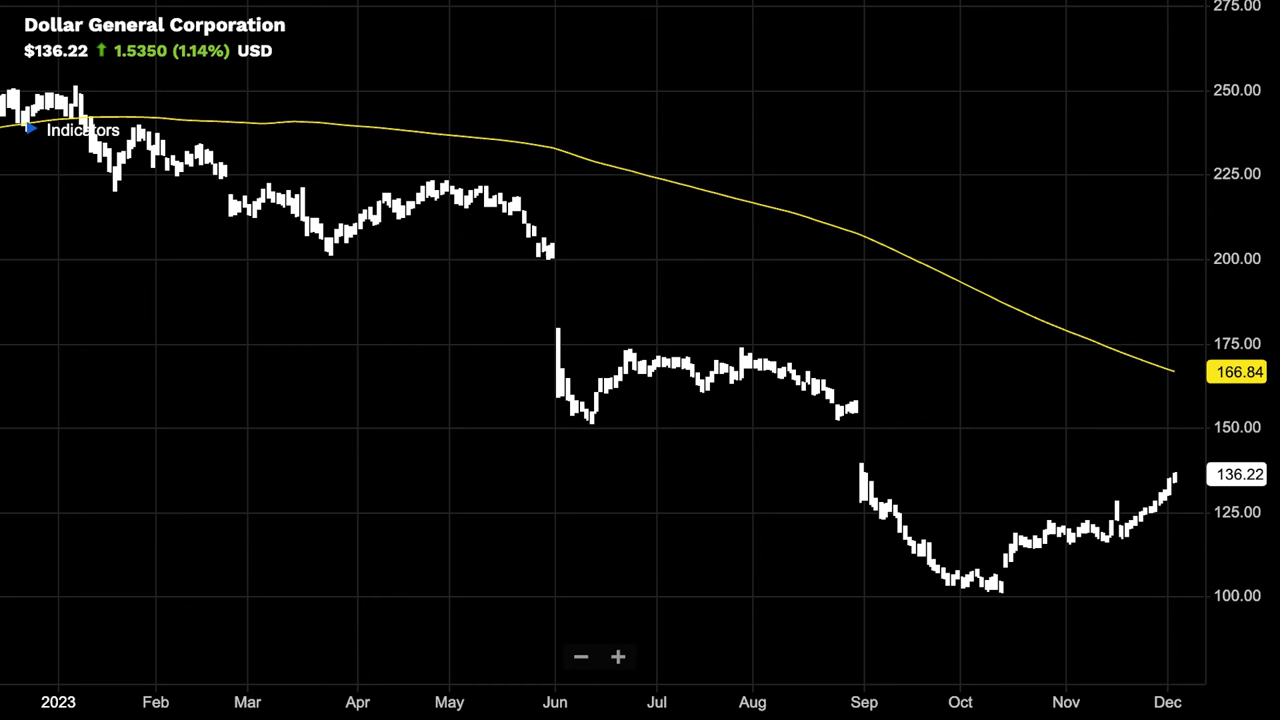 Dollar General Corporation
$136.22 ↑ 1.5350 (1.14%) USD
Indicators
275.00
250.00
225.00
200.00
175.00
166.84
150.00
136.22
125.00
100.00
2023 Feb Mar Apr May Jun Jul Aug Sep Oct Nov Dec